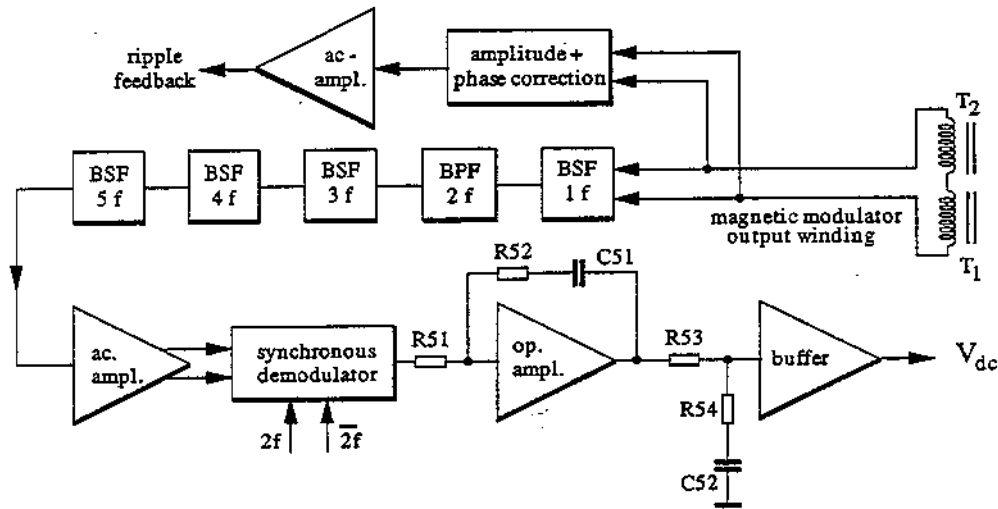 ripple
feedback
ac-
ampl.
amplitude +
phase correction
T2
BSF
5 f
BSF
4 f
BSF
3 f
BPF
2 f
BSF
1 f
magnetic modulator
output winding
T1
R52
C51
ac.
ampl.
synchronous
demodulator
R51
op.
ampl.
R53
buffer
Vdc
R54
2f
2f̅
C52